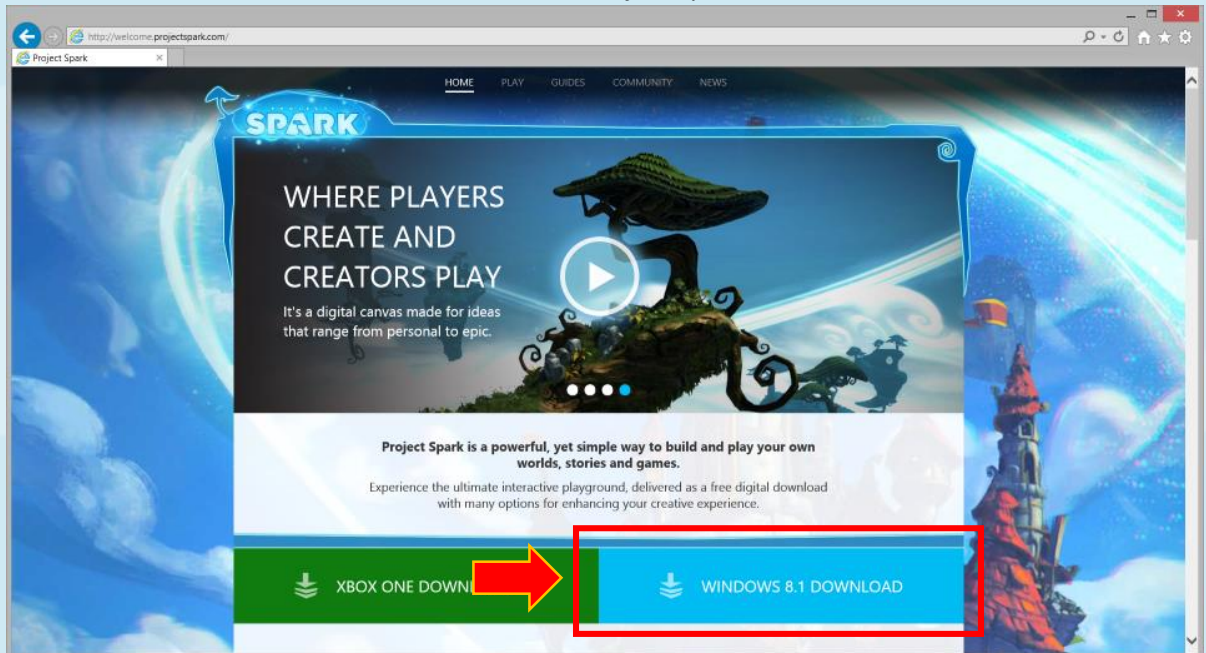 http://welcome.projectspark.com/
Project Spark
HOME PLAY GUIDES COMMUNITY NEWS
SPARK
WHERE PLAYERS
CREATE AND
CREATORS PLAY
It's a digital canvas made for ideas
that range from personal to epic.
Project Spark is a powerful, yet simple way to build and play your own
worlds, stories and games.
Experience the ultimate interactive playground, delivered as a free digital download
with many options for enhancing your creative experience.
XBOX ONE DOWN
WINDOWS 8.1 DOWNLOAD